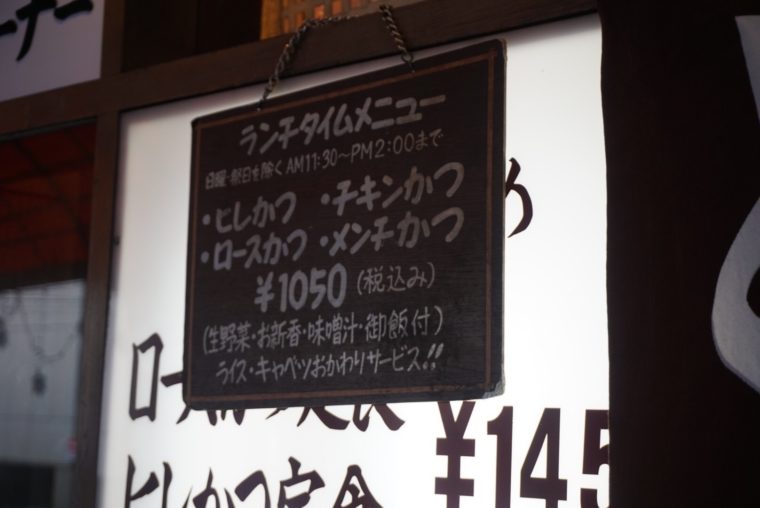 ランチタイムメニュー
日曜・祭日を除くAM11:30〜PM2:00まで
・ヒレかつ ・チキンかつ
・ロースかつ ・メンチかつ
¥1050(税込み)
(生野菜・お新香・味噌汁・御飯付)
ライス・キャベツおかわりサービス!!
¥145
ヒレかつ定食